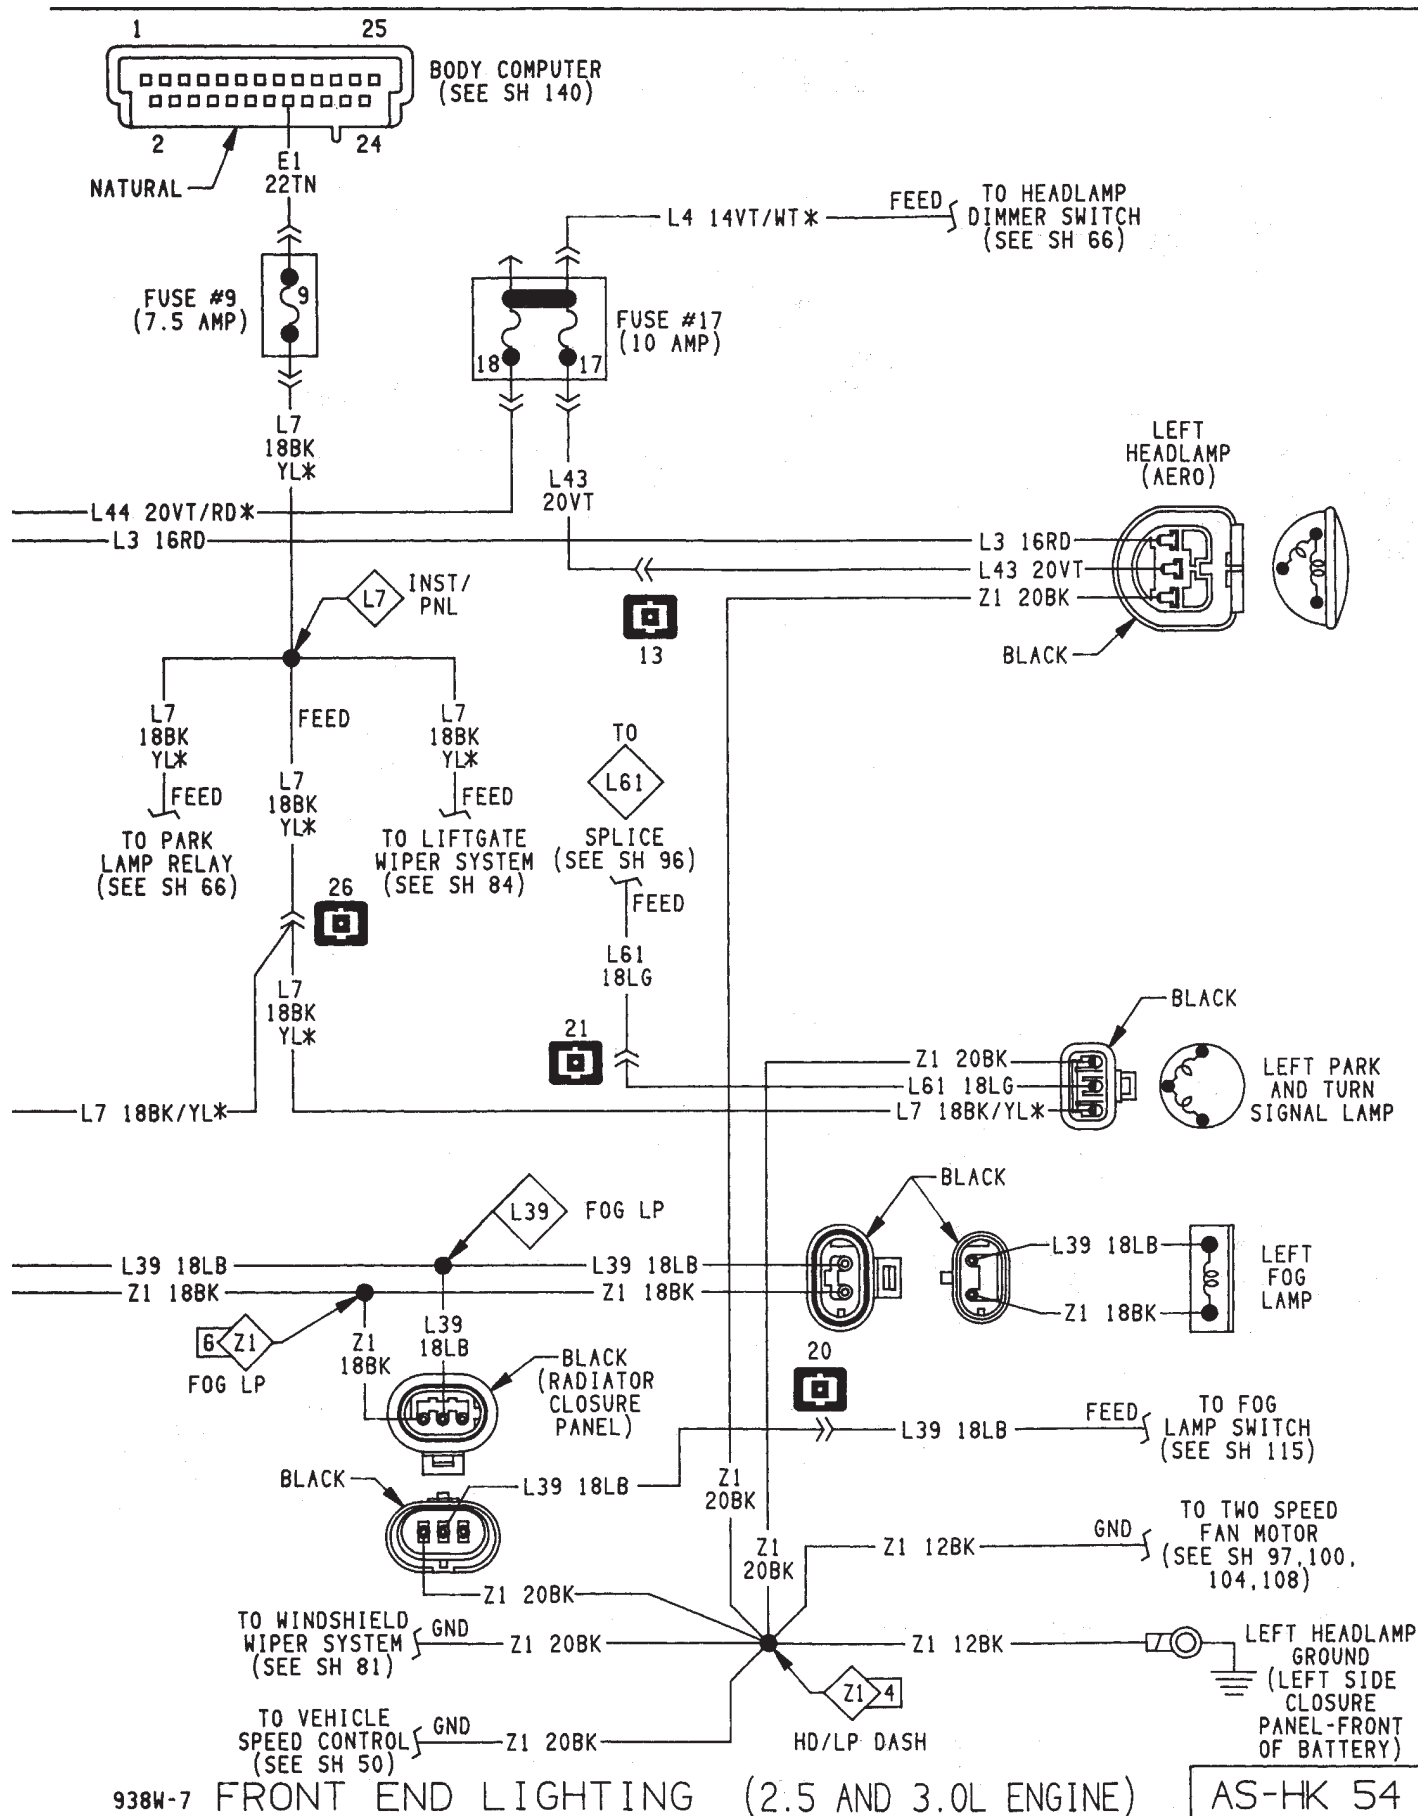 1 25
BODY COMPUTER
(SEE SH 140)
2 24
NATURAL
E1
22TN
L4 14VT/WT*
FEED
TO HEADLAMP
DIMMER SWITCH
(SEE SH 66)
FUSE #9
(7.5 AMP)
9
18 17
FUSE #17
(10 AMP)
L7
18BK
YL*
L43
20VT
LEFT
HEADLAMP
(AERO)
L44 20VT/RD*
L3 16RD
L3 16RD
L43 20VT
Z1 20BK
BLACK
L7
INST/
PNL
13
L7
18BK
YL*
FEED
L7
18BK
YL*
L7
18BK
YL*
FEED
FEED
TO PARK
LAMP RELAY
(SEE SH 66)
TO LIFTGATE
WIPER SYSTEM
(SEE SH 84)
TO
L61
SPLICE
(SEE SH 96)
FEED
26
L61
18LG
L7
18BK
YL*
21
BLACK
Z1 20BK
L61 18LG
L7 18BK/YL*
LEFT PARK
AND TURN
SIGNAL LAMP
L7 18BK/YL*
L39
FOG LP
BLACK
L39 18LB
Z1 18BK
L39 18LB
Z1 18BK
L39 18LB
Z1 18BK
LEFT
FOG
LAMP
6 Z1
FOG LP
Z1
18BK
L39
18LB
BLACK
(RADIATOR
CLOSURE
PANEL)
20
L39 18LB
FEED
TO FOG
LAMP SWITCH
(SEE SH 115)
BLACK
L39 18LB
Z1
20BK
Z1
20BK
Z1 12BK
GND
TO TWO SPEED
FAN MOTOR
(SEE SH 97,100,
104,108)
Z1 20BK
TO WINDSHIELD
WIPER SYSTEM
(SEE SH 81)
GND
Z1 20BK
Z1 12BK
LEFT HEADLAMP
GROUND
(LEFT SIDE
CLOSURE
PANEL-FRONT
OF BATTERY)
Z1 4
HD/LP DASH
TO VEHICLE
SPEED CONTROL
(SEE SH 50)
GND
Z1 20BK
938W-7 FRONT END LIGHTING (2.5 AND 3.0L ENGINE) AS-HK 54